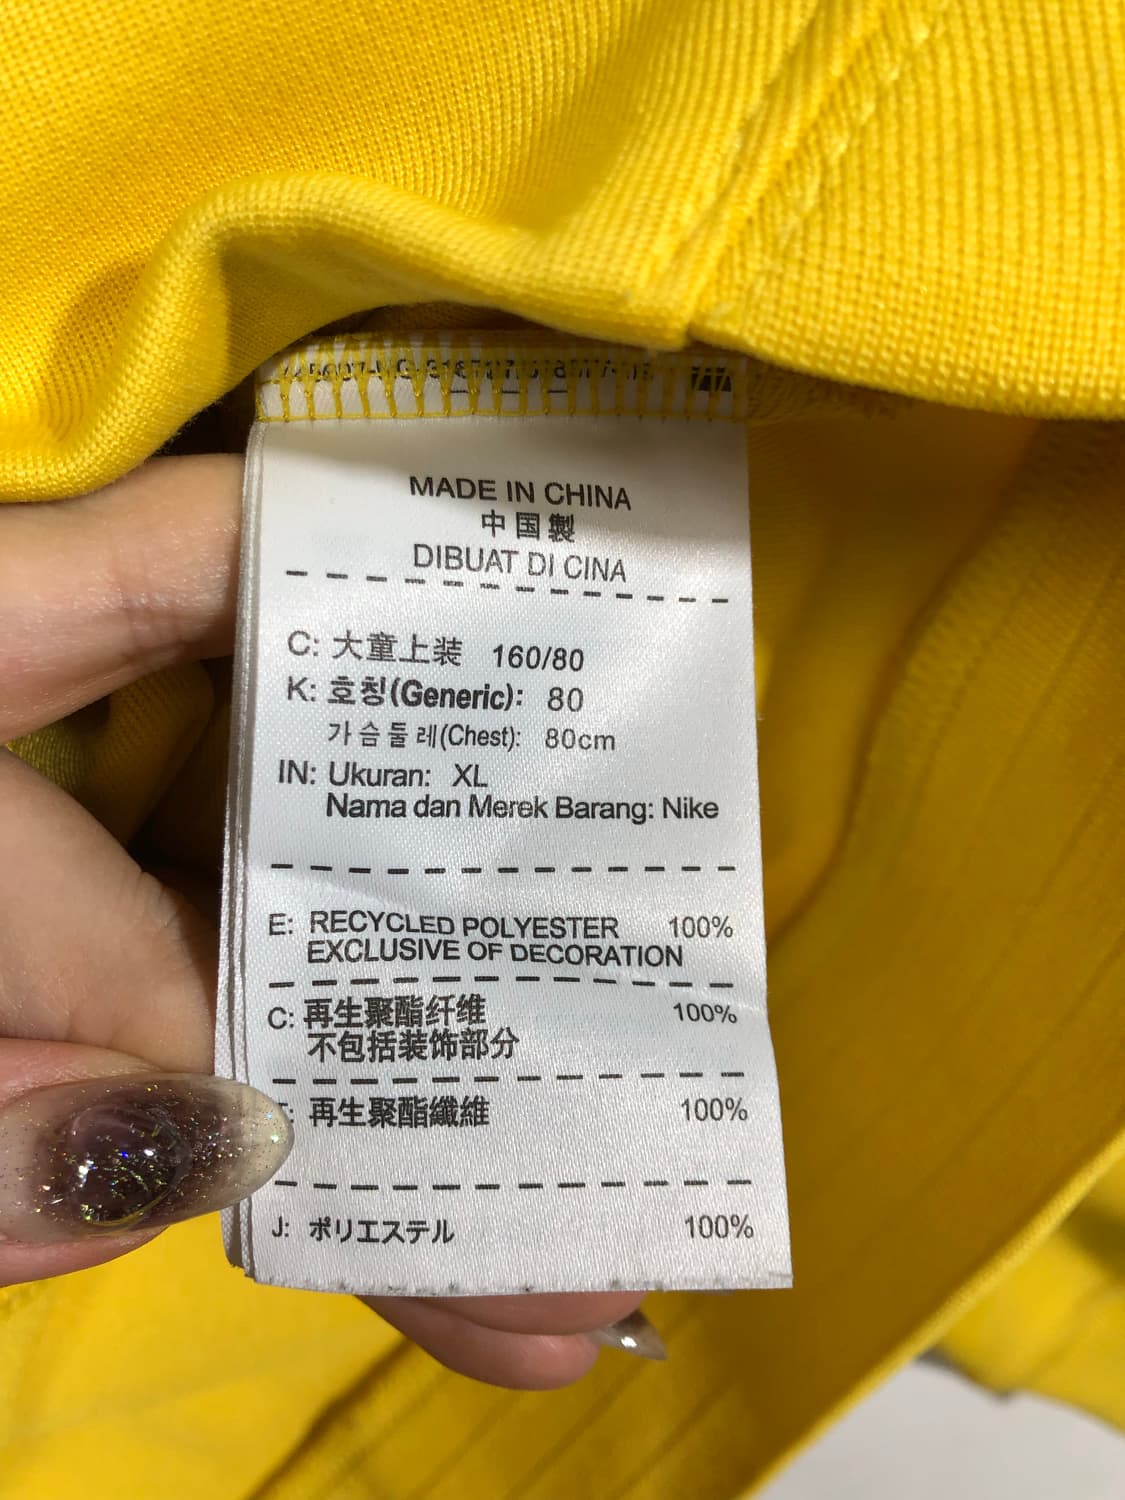 MADE IN CHINA
中国製
DIBUAT DI CINA
C: 大童上装 160/80
K: 호칭(Generic): 80
가슴둘레(Chest): 80cm
IN: Ukuran: XL
Nama dan Merek Barang: Nike
E: RECYCLED POLYESTER 100%
EXCLUSIVE OF DECORATION
C: 再生聚酯纤维 100%
不包括装饰部分
再生聚酯纖維 100%
J: ポリエステル 100%